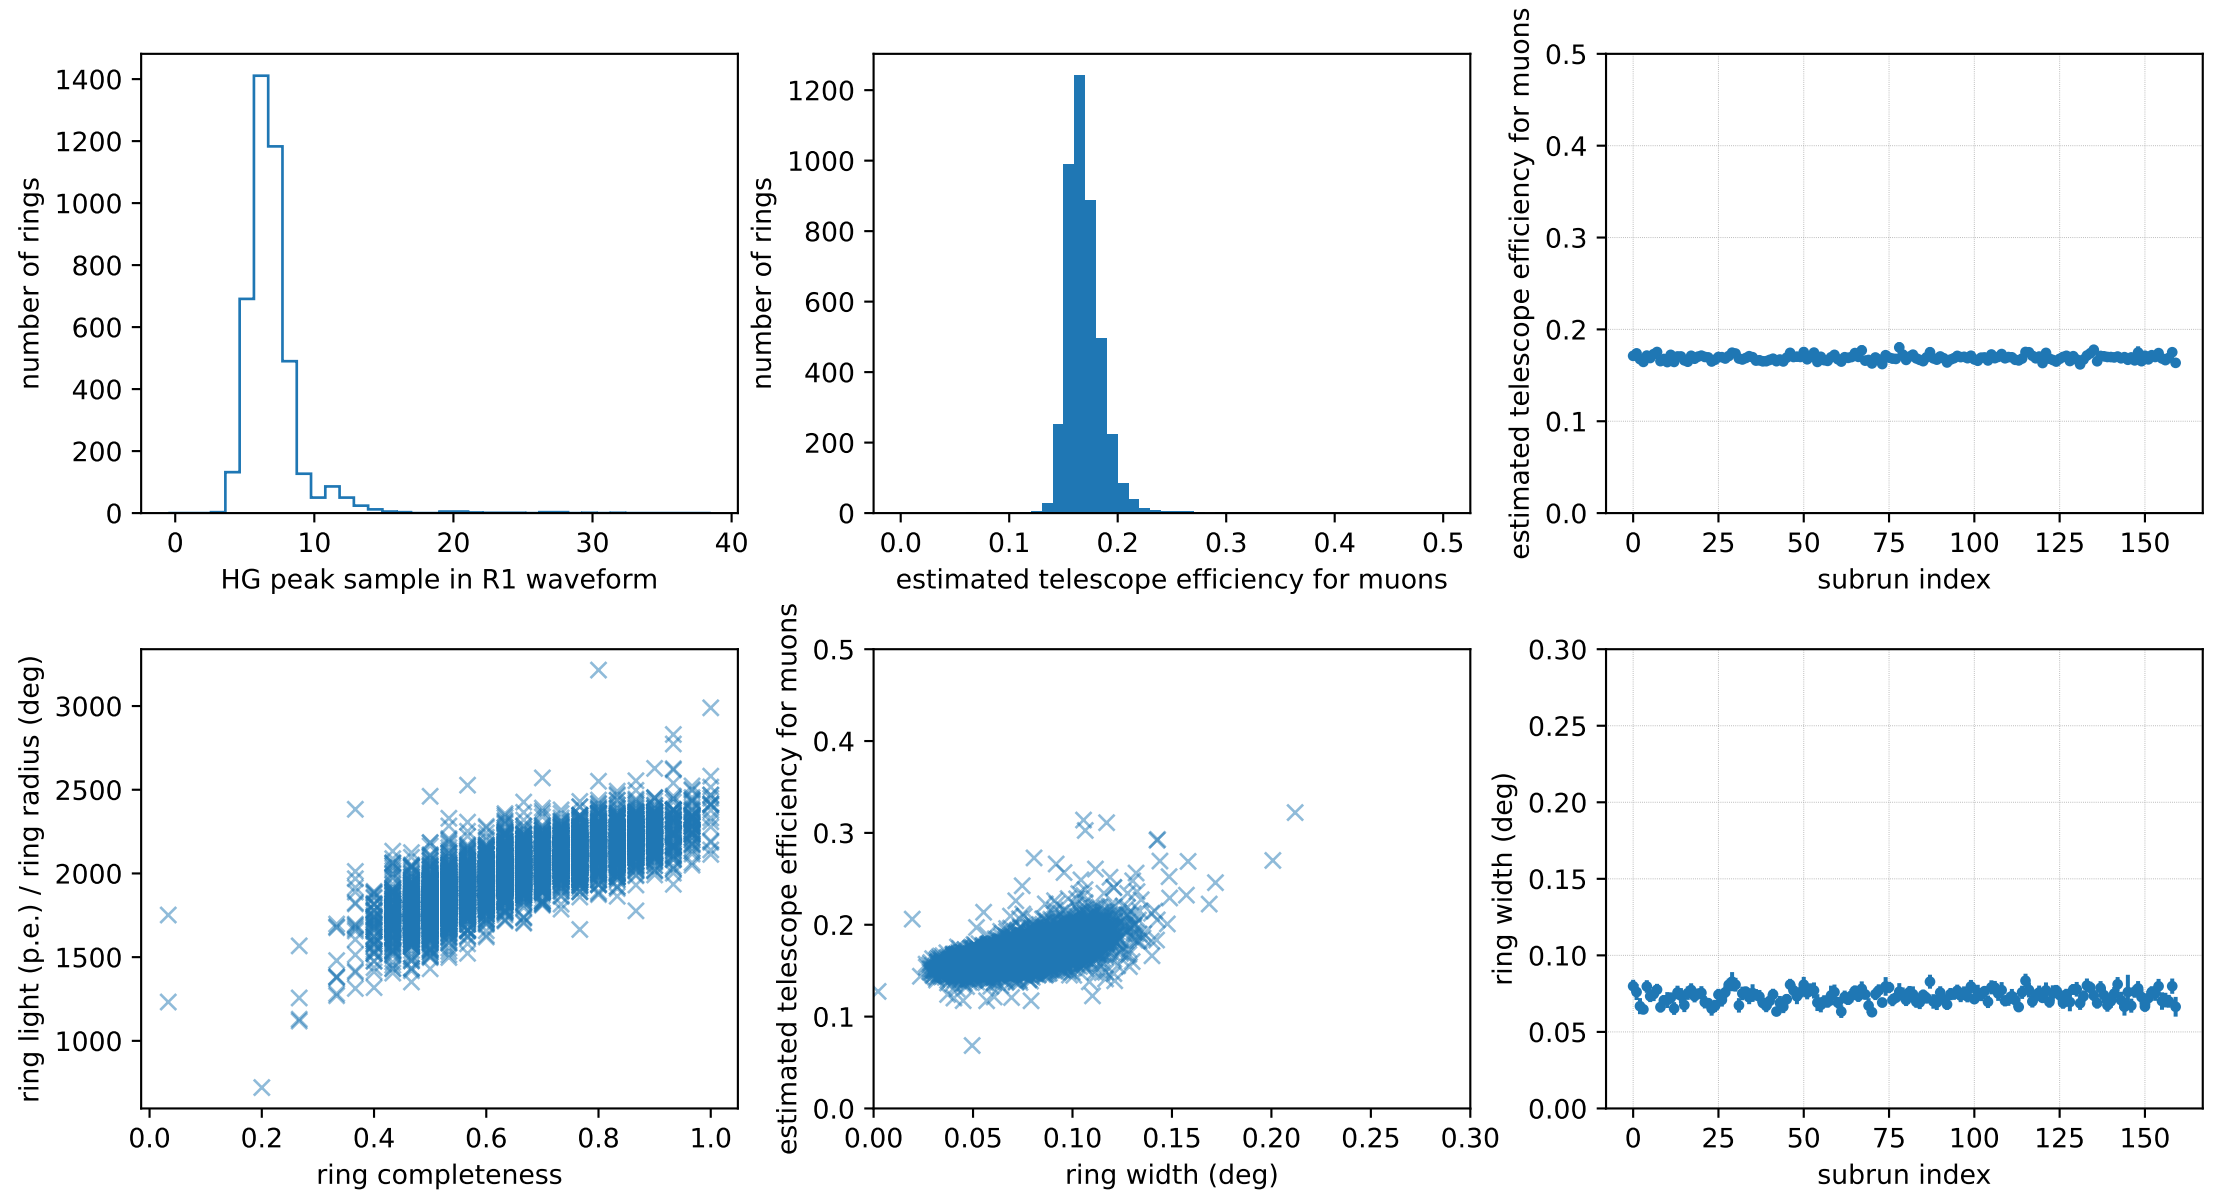 number of rings
1400
1200
1000
800
600
400
200
0
0 10 20 30 40
HG peak sample in R1 waveform
number of rings
1200
1000
800
600
400
200
0
0.0 0.1 0.2 0.3 0.4 0.5
estimated telescope efficiency for muons
estimated telescope efficiency for muons
0.5
0.4
0.3
0.2
0.1
0.0
0 25 50 75 100 125 150
subrun index
ring light (p.e.) / ring radius (deg)
3000
2500
2000
1500
1000
0.0 0.2 0.4 0.6 0.8 1.0
ring completeness
estimated telescope efficiency for muons
0.5
0.4
0.3
0.2
0.1
0.0
0.00 0.05 0.10 0.15 0.20 0.25 0.30
ring width (deg)
ring width (deg)
0.30
0.25
0.20
0.15
0.10
0.05
0.00
0 25 50 75 100 125 150
subrun index